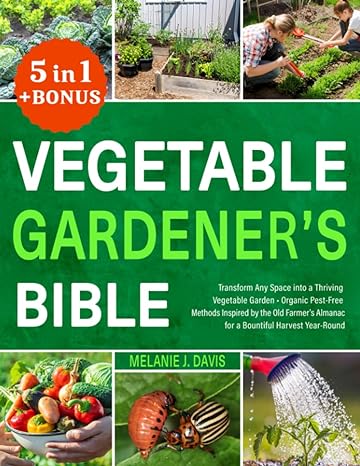 5 in 1
+BONUS
VEGETABLE
GARDENER'S
BIBLE
Transform Any Space into a Thriving
Vegetable Garden • Organic Pest-Free
Methods Inspired by the Old Farmer's Almanac
for a Bountiful Harvest Year-Round
MELANIE J. DAVIS